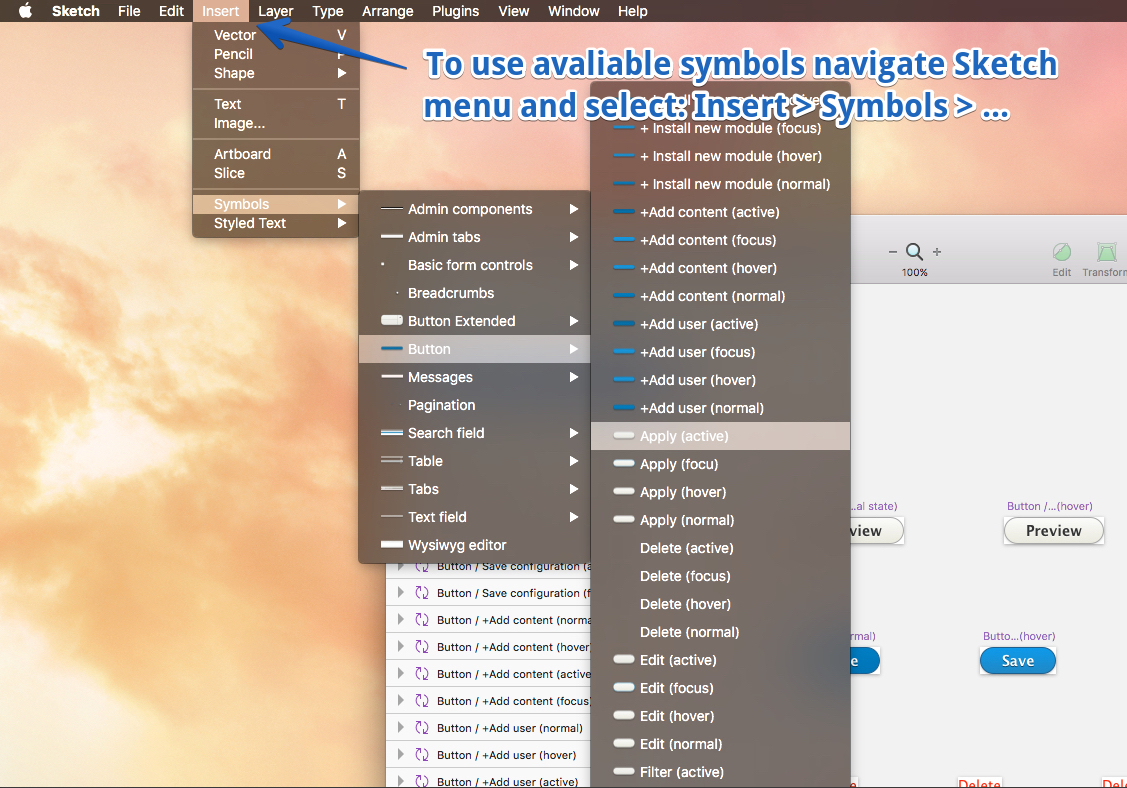 Sketch File Edit Insert Layer Type Arrange Plugins View Window Help
Vector V
Pencil P
Shape
Text T
Image...
Artboard A
Slice S
Symbols
Styled Text
To use avaliable symbols navigate Sketch
menu and select: Insert > Symbols > ...
Admin components
Admin tabs
Basic form controls
Breadcrumbs
Button Extended
Button
Messages
Pagination
Search field
Table
Tabs
Text field
Wysiwyg editor
+ Install new module (focus)
+ Install new module (hover)
+ Install new module (normal)
+Add content (active)
+Add content (focus)
+Add content (hover)
+Add content (normal)
+Add user (active)
+Add user (focus)
+Add user (hover)
+Add user (normal)
Apply (active)
Apply (focu)
Apply (hover)
Apply (normal)
Delete (active)
Delete (focus)
Delete (hover)
Delete (normal)
Edit (active)
Edit (focus)
Edit (hover)
Edit (normal)
Filter (active)
Button / Save configuration (a
Button / Save configuration (f
Button / +Add content (norma
Button / +Add content (hover
Button / +Add content (active
Button / +Add content (focus)
Button / +Add user (normal)
Button / +Add user (hover)
Button / +Add user (active)
100%
Edit
Transform
...al state)
view
Button /...(hover)
Preview
rmal)
e
Butto...(hover)
Save
Delete